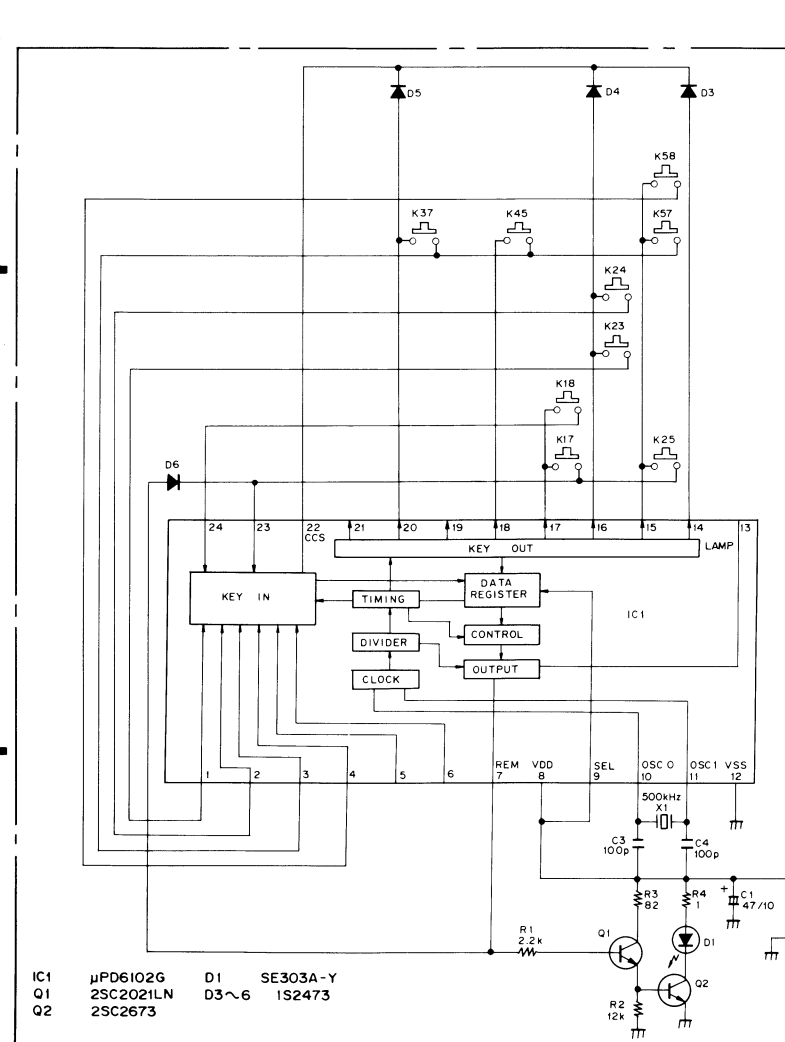 D5 D4 D3
K58
K37 K45 K57
K24
K23
K18
K17 K25
D6
24 23 22 21 20 19 18 17 16 15 14 13
CCS
KEY OUT
LAMP
KEY IN
TIMING
DATA
REGISTER
IC1
DIVIDER
CONTROL
OUTPUT
CLOCK
REM VDD SEL OSC O OSC1 VSS
1 2 3 4 5 6 7 8 9 10 11 12
500kHz
X1
C3
100p
C4
100p
R3
82
R4
1
+ C1
47/10
R1
2.2k
Q1
D1
Q2
R2
12k
IC1 μPD6102G D1 SE303A-Y
Q1 2SC2021LN D3~6 1S2473
Q2 2SC2673